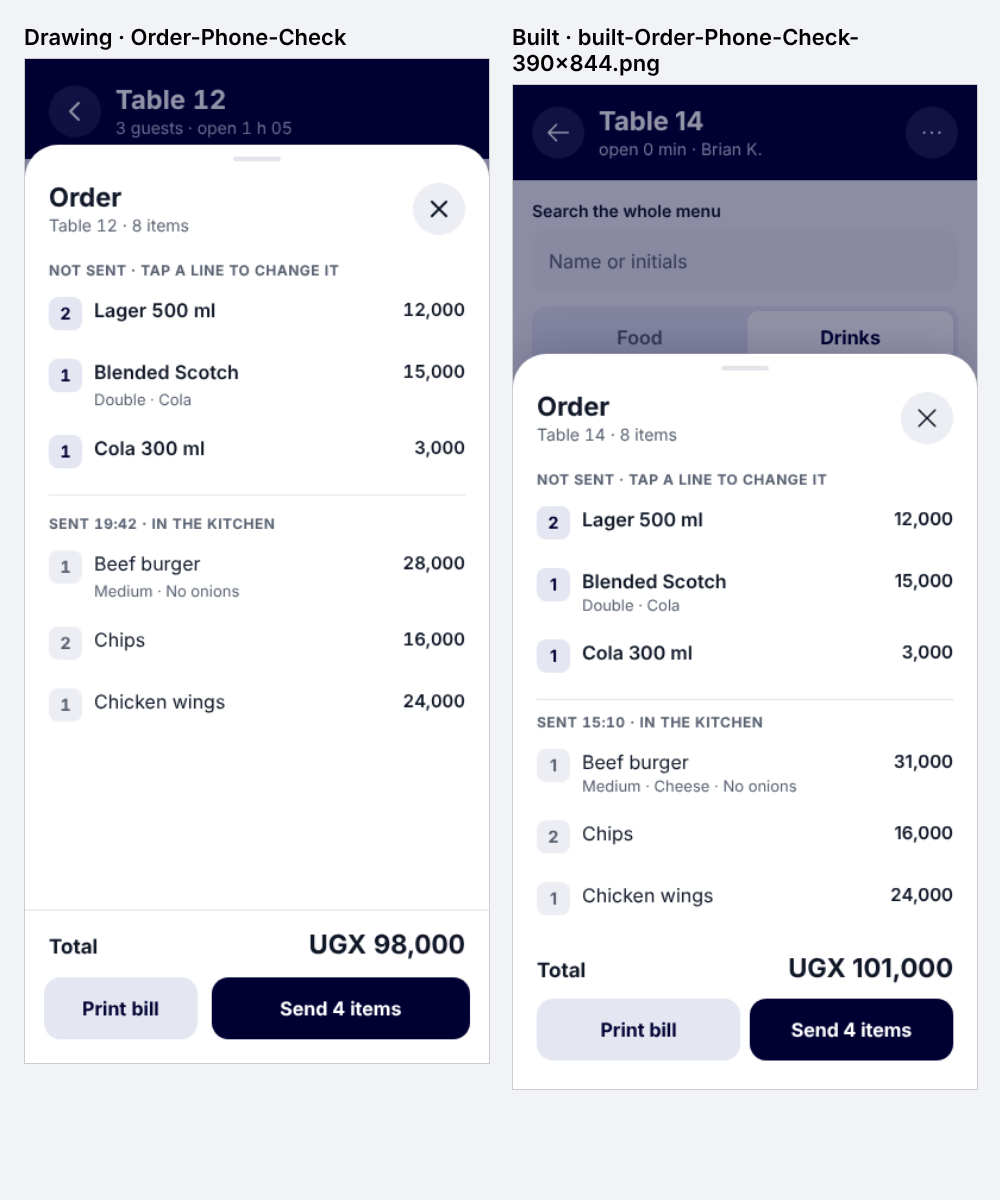 Drawing · Order-Phone-Check
Table 12
3 guests · open 1 h 05
Order
Table 12 · 8 items
NOT SENT · TAP A LINE TO CHANGE IT
2 Lager 500 ml 12,000
1 Blended Scotch 15,000
Double · Cola
1 Cola 300 ml 3,000
SENT 19:42 · IN THE KITCHEN
1 Beef burger 28,000
Medium · No onions
2 Chips 16,000
1 Chicken wings 24,000
Total UGX 98,000
Print bill Send 4 items
Built · built-Order-Phone-Check-
390×844.png
Table 14
open 0 min · Brian K.
Search the whole menu
Name or initials
Food Drinks
Order
Table 14 · 8 items
NOT SENT · TAP A LINE TO CHANGE IT
2 Lager 500 ml 12,000
1 Blended Scotch 15,000
Double · Cola
1 Cola 300 ml 3,000
SENT 15:10 · IN THE KITCHEN
1 Beef burger 31,000
Medium · Cheese · No onions
2 Chips 16,000
1 Chicken wings 24,000
Total UGX 101,000
Print bill Send 4 items